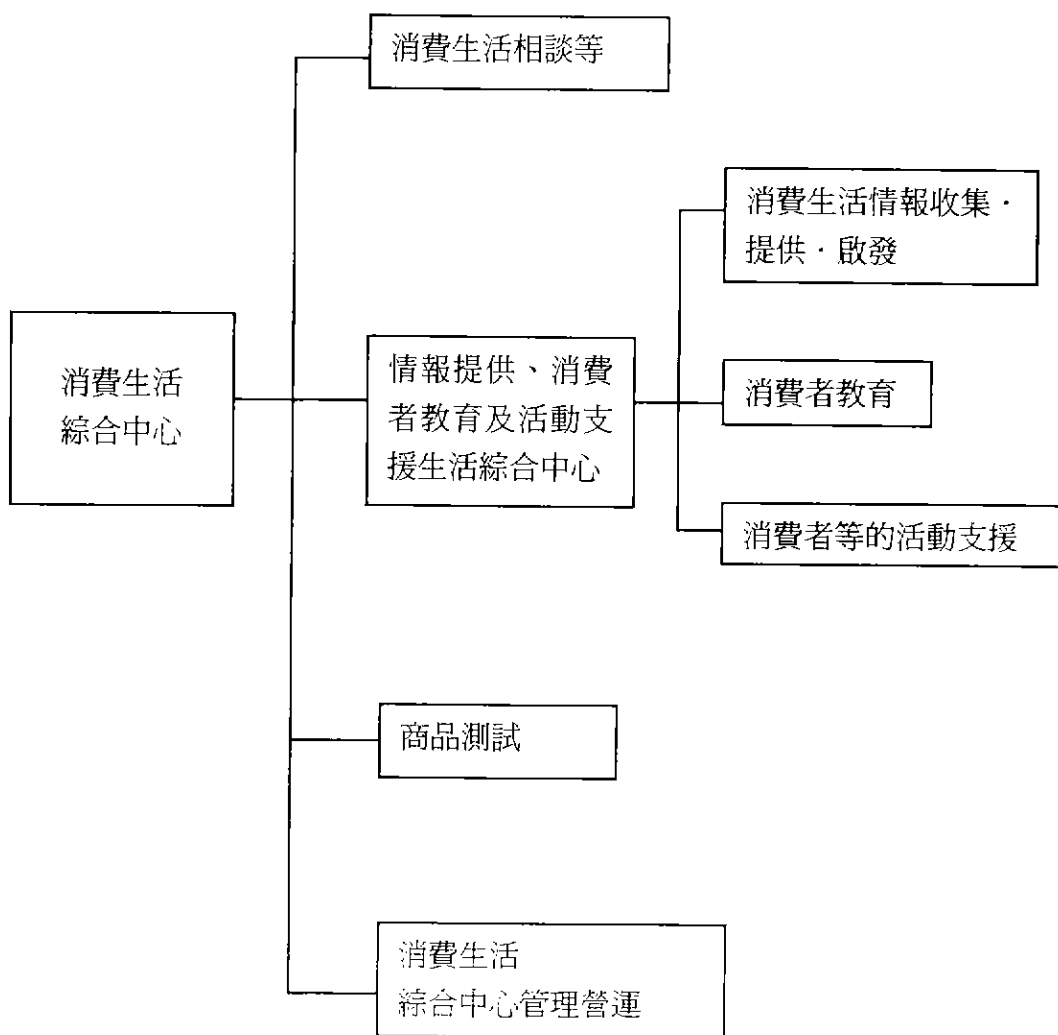 消費生活相談等
消費生活情報收集．
提供．啟發
消費生活
綜合中心
情報提供、消費
者教育及活動支
援生活綜合中心
消費者教育
消費者等的活動支援
商品測試
消費生活
綜合中心管理營運